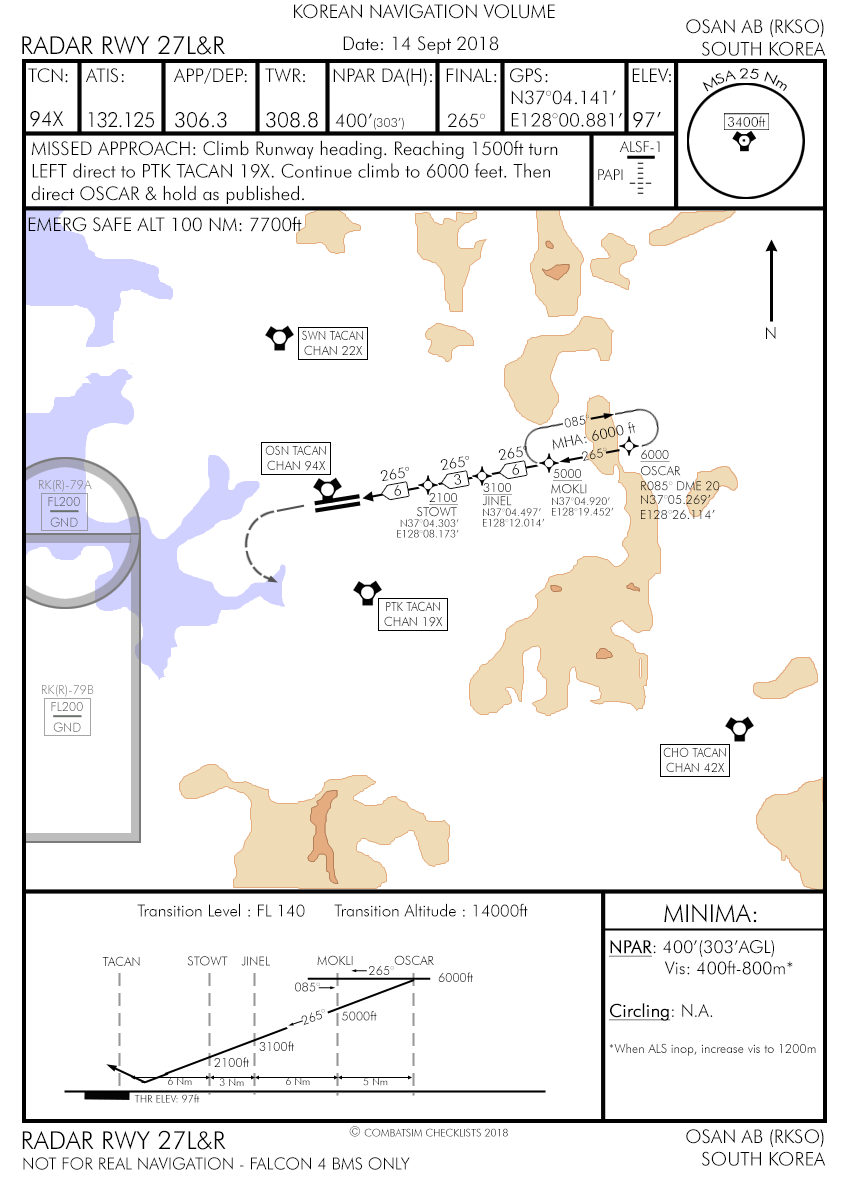 KOREAN NAVIGATION VOLUME
RADAR RWY 27L&R
Date: 14 Sept 2018
OSAN AB (RKSO)
SOUTH KOREA
TCN:
94X
ATIS:
132.125
APP/DEP:
306.3
TWR:
308.8
NPAR DA(H):
400'(303')
FINAL:
265°
GPS:
N37°04.141'
E128°00.881'
ELEV:
97'
MSA 25 Nm
3400ft
MISSED APPROACH: Climb Runway heading. Reaching 1500ft turn
LEFT direct to PTK TACAN 19X. Continue climb to 6000 feet. Then
direct OSCAR & hold as published.
ALSF-1
PAPI
EMERG SAFE ALT 100 NM: 7700ft
N
SWN TACAN
CHAN 22X
OSN TACAN
CHAN 94X
085°
MHA: 6000 ft
265°
265°
265°
265°
6
3
6
6000
OSCAR
R085° DME 20
N37°05.269'
E128°26.114'
5000
MOKLI
N37°04.920'
E128°19.452'
3100
JINEL
N37°04.497'
E128°12.014'
2100
STOWT
N37°04.303'
E128°08.173'
RK(R)-79A
FL200
GND
PTK TACAN
CHAN 19X
RK(R)-79B
FL200
GND
CHO TACAN
CHAN 42X
Transition Level : FL 140
Transition Altitude : 14000ft
TACAN
STOWT
JINEL
MOKLI
OSCAR
265°
6000ft
085°
265°
5000ft
3100ft
2100ft
6 Nm
3 Nm
6 Nm
5 Nm
THR ELEV: 97ft
MINIMA:
NPAR: 400'(303'AGL)
Vis: 400ft-800m*
Circling: N.A.
*When ALS inop, increase vis to 1200m
RADAR RWY 27L&R
NOT FOR REAL NAVIGATION - FALCON 4 BMS ONLY
© COMBATSIM CHECKLISTS 2018
OSAN AB (RKSO)
SOUTH KOREA